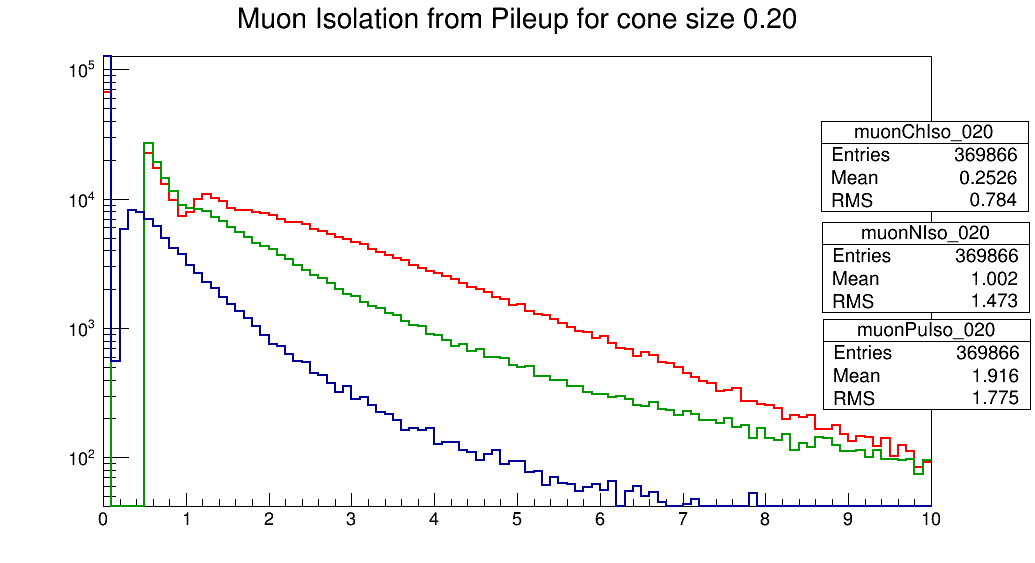 Muon Isolation from Pileup for cone size 0.20
10^5
10^4
10^3
10^2
0 1 2 3 4 5 6 7 8 9 10
muonChIso_020
Entries 369866
Mean 0.2526
RMS 0.784
muonNIso_020
Entries 369866
Mean 1.002
RMS 1.473
muonPuIso_020
Entries 369866
Mean 1.916
RMS 1.775